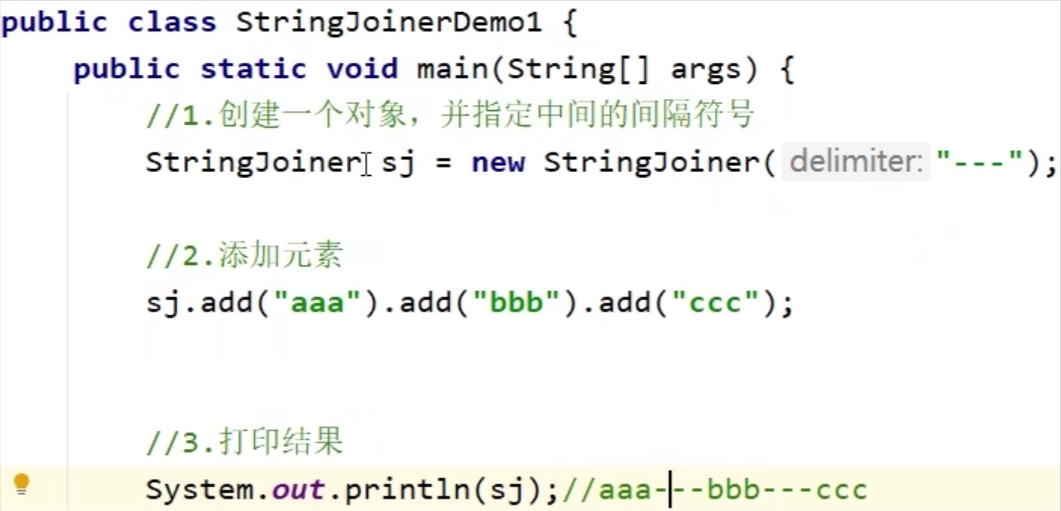 public class StringJoinerDemo1 {
public static void main(String[] args) {
//1.创建一个对象，并指定中间的间隔符号
StringJoiner sj = new StringJoiner( delimiter: "---");
//2.添加元素
sj.add("aaa").add("bbb").add("ccc");
//3.打印结果
System.out.println(sj);//aaa---bbb---ccc